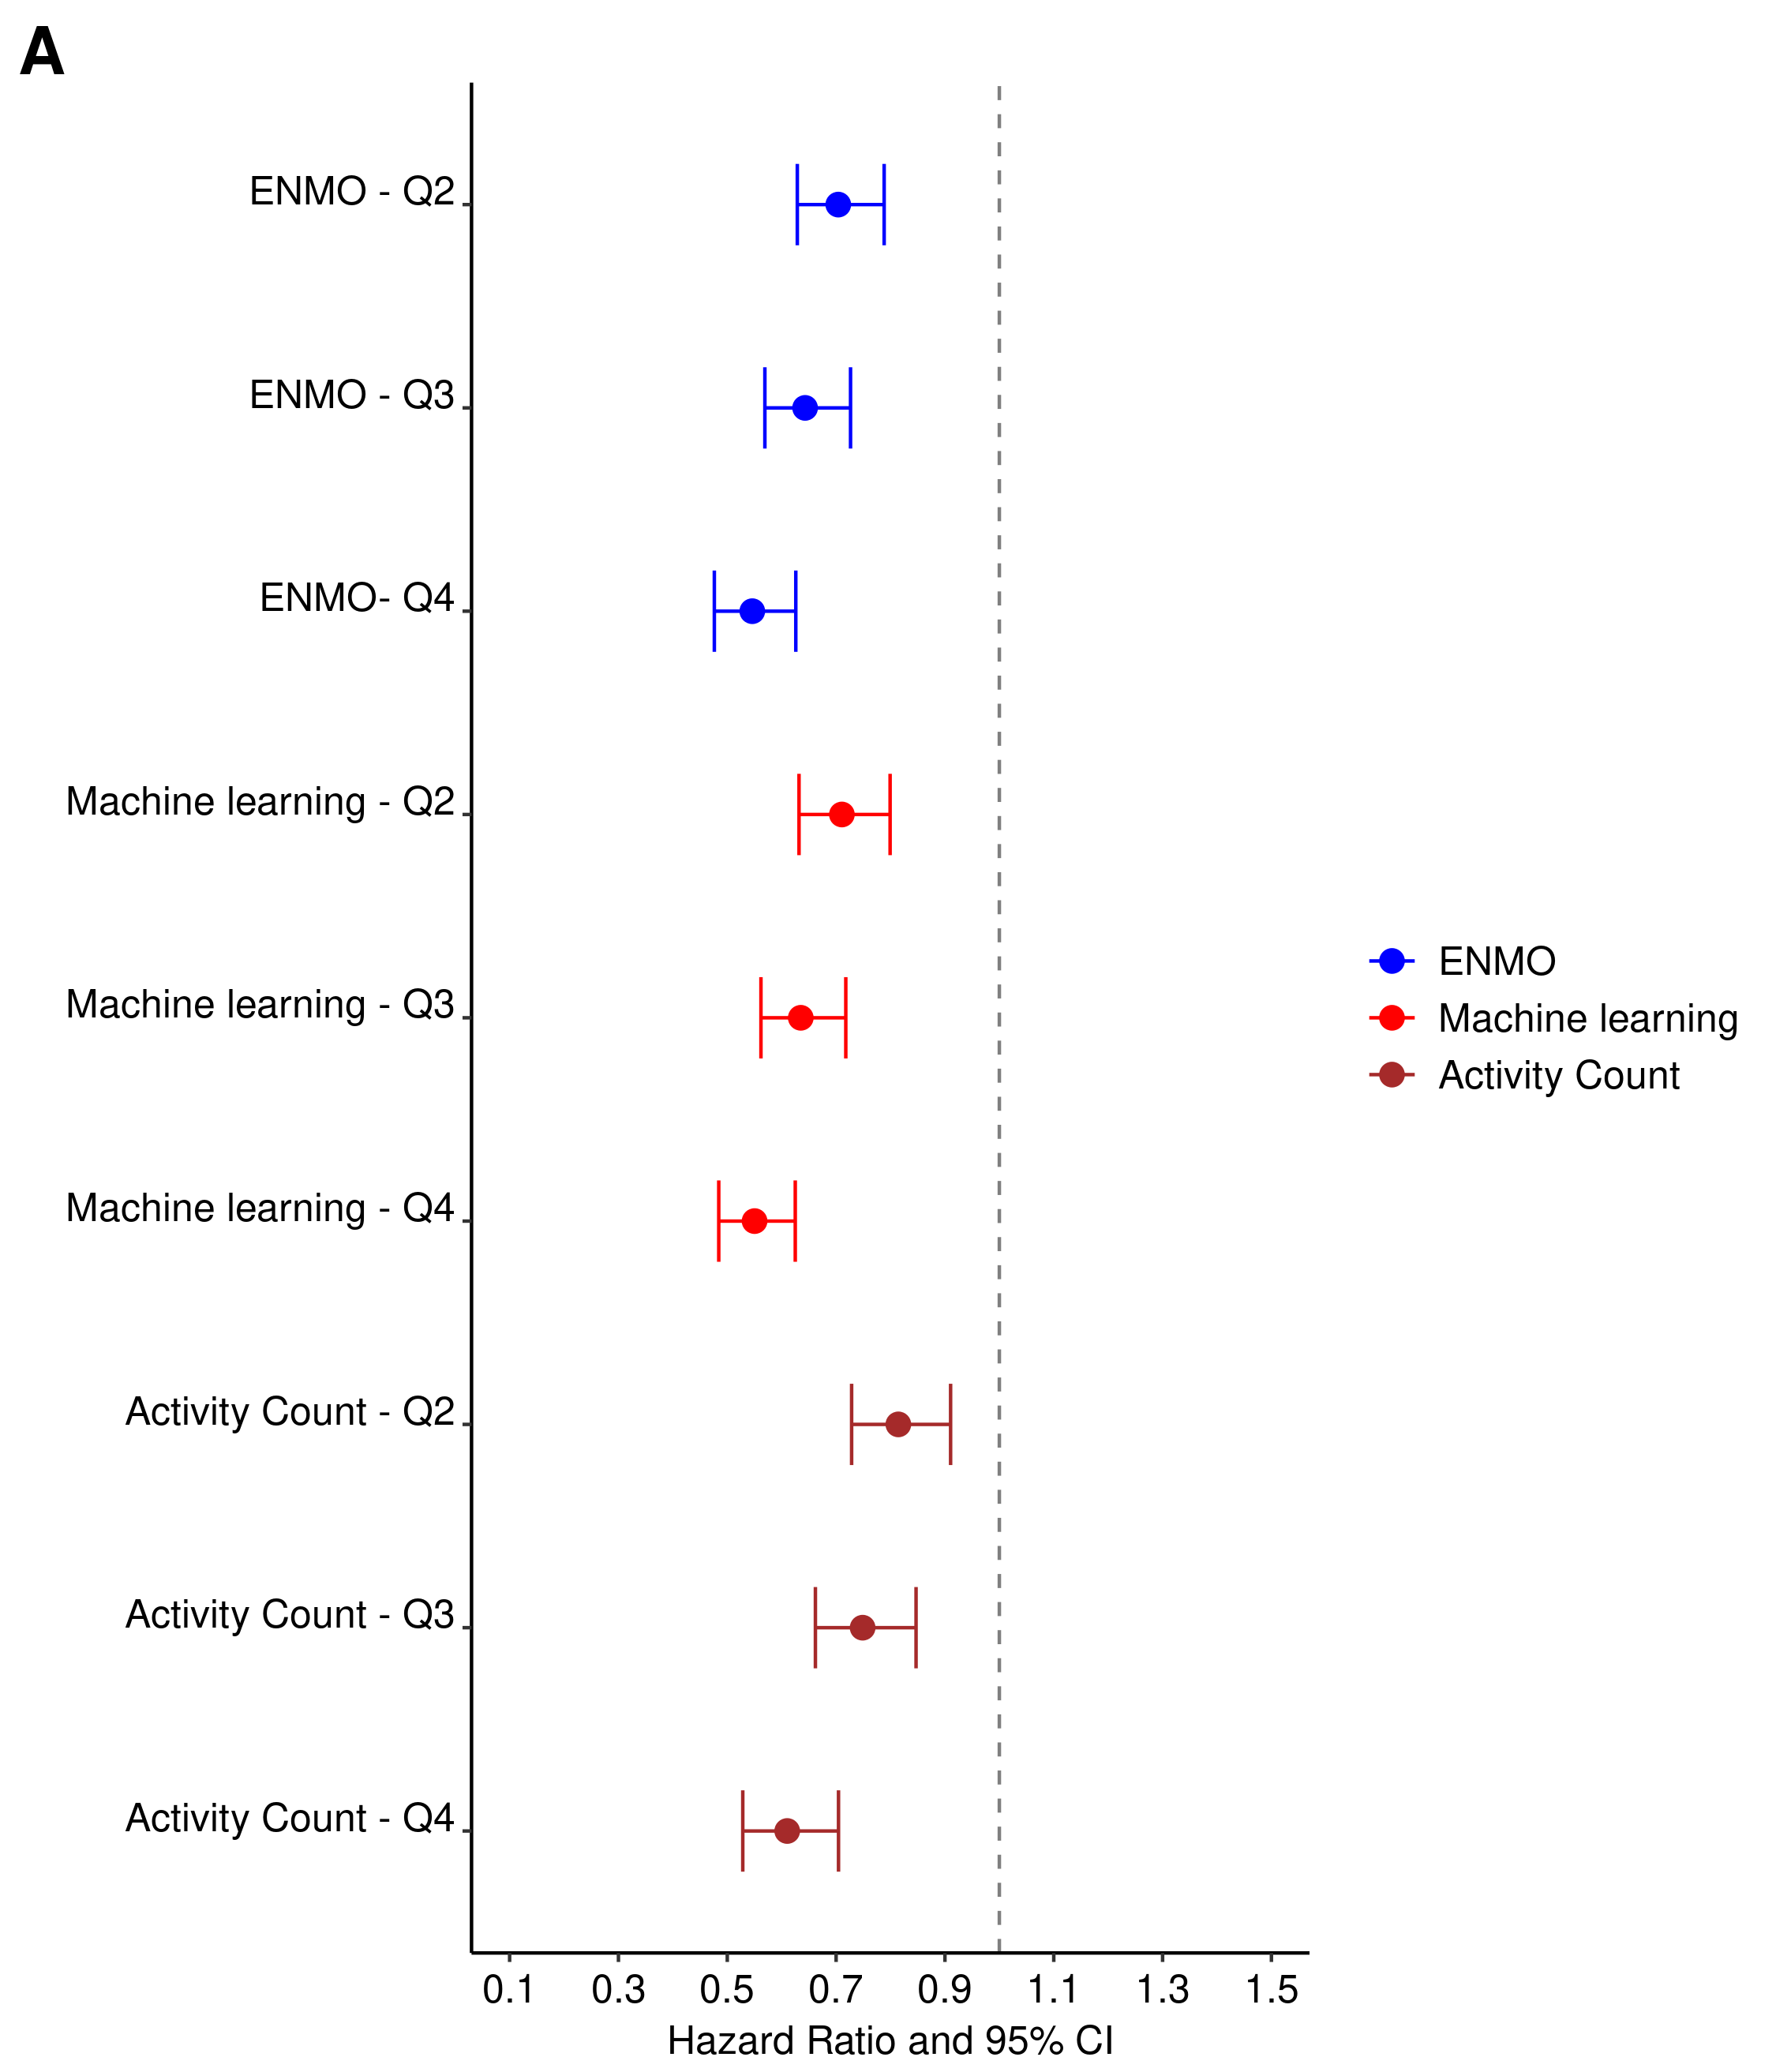 A
ENMO - Q2
ENMO - Q3
ENMO- Q4
Machine learning - Q2
Machine learning - Q3
Machine learning - Q4
Activity Count - Q2
Activity Count - Q3
Activity Count - Q4
ENMO
Machine learning
Activity Count
0.1 0.3 0.5 0.7 0.9 1.1 1.3 1.5
Hazard Ratio and 95% CI